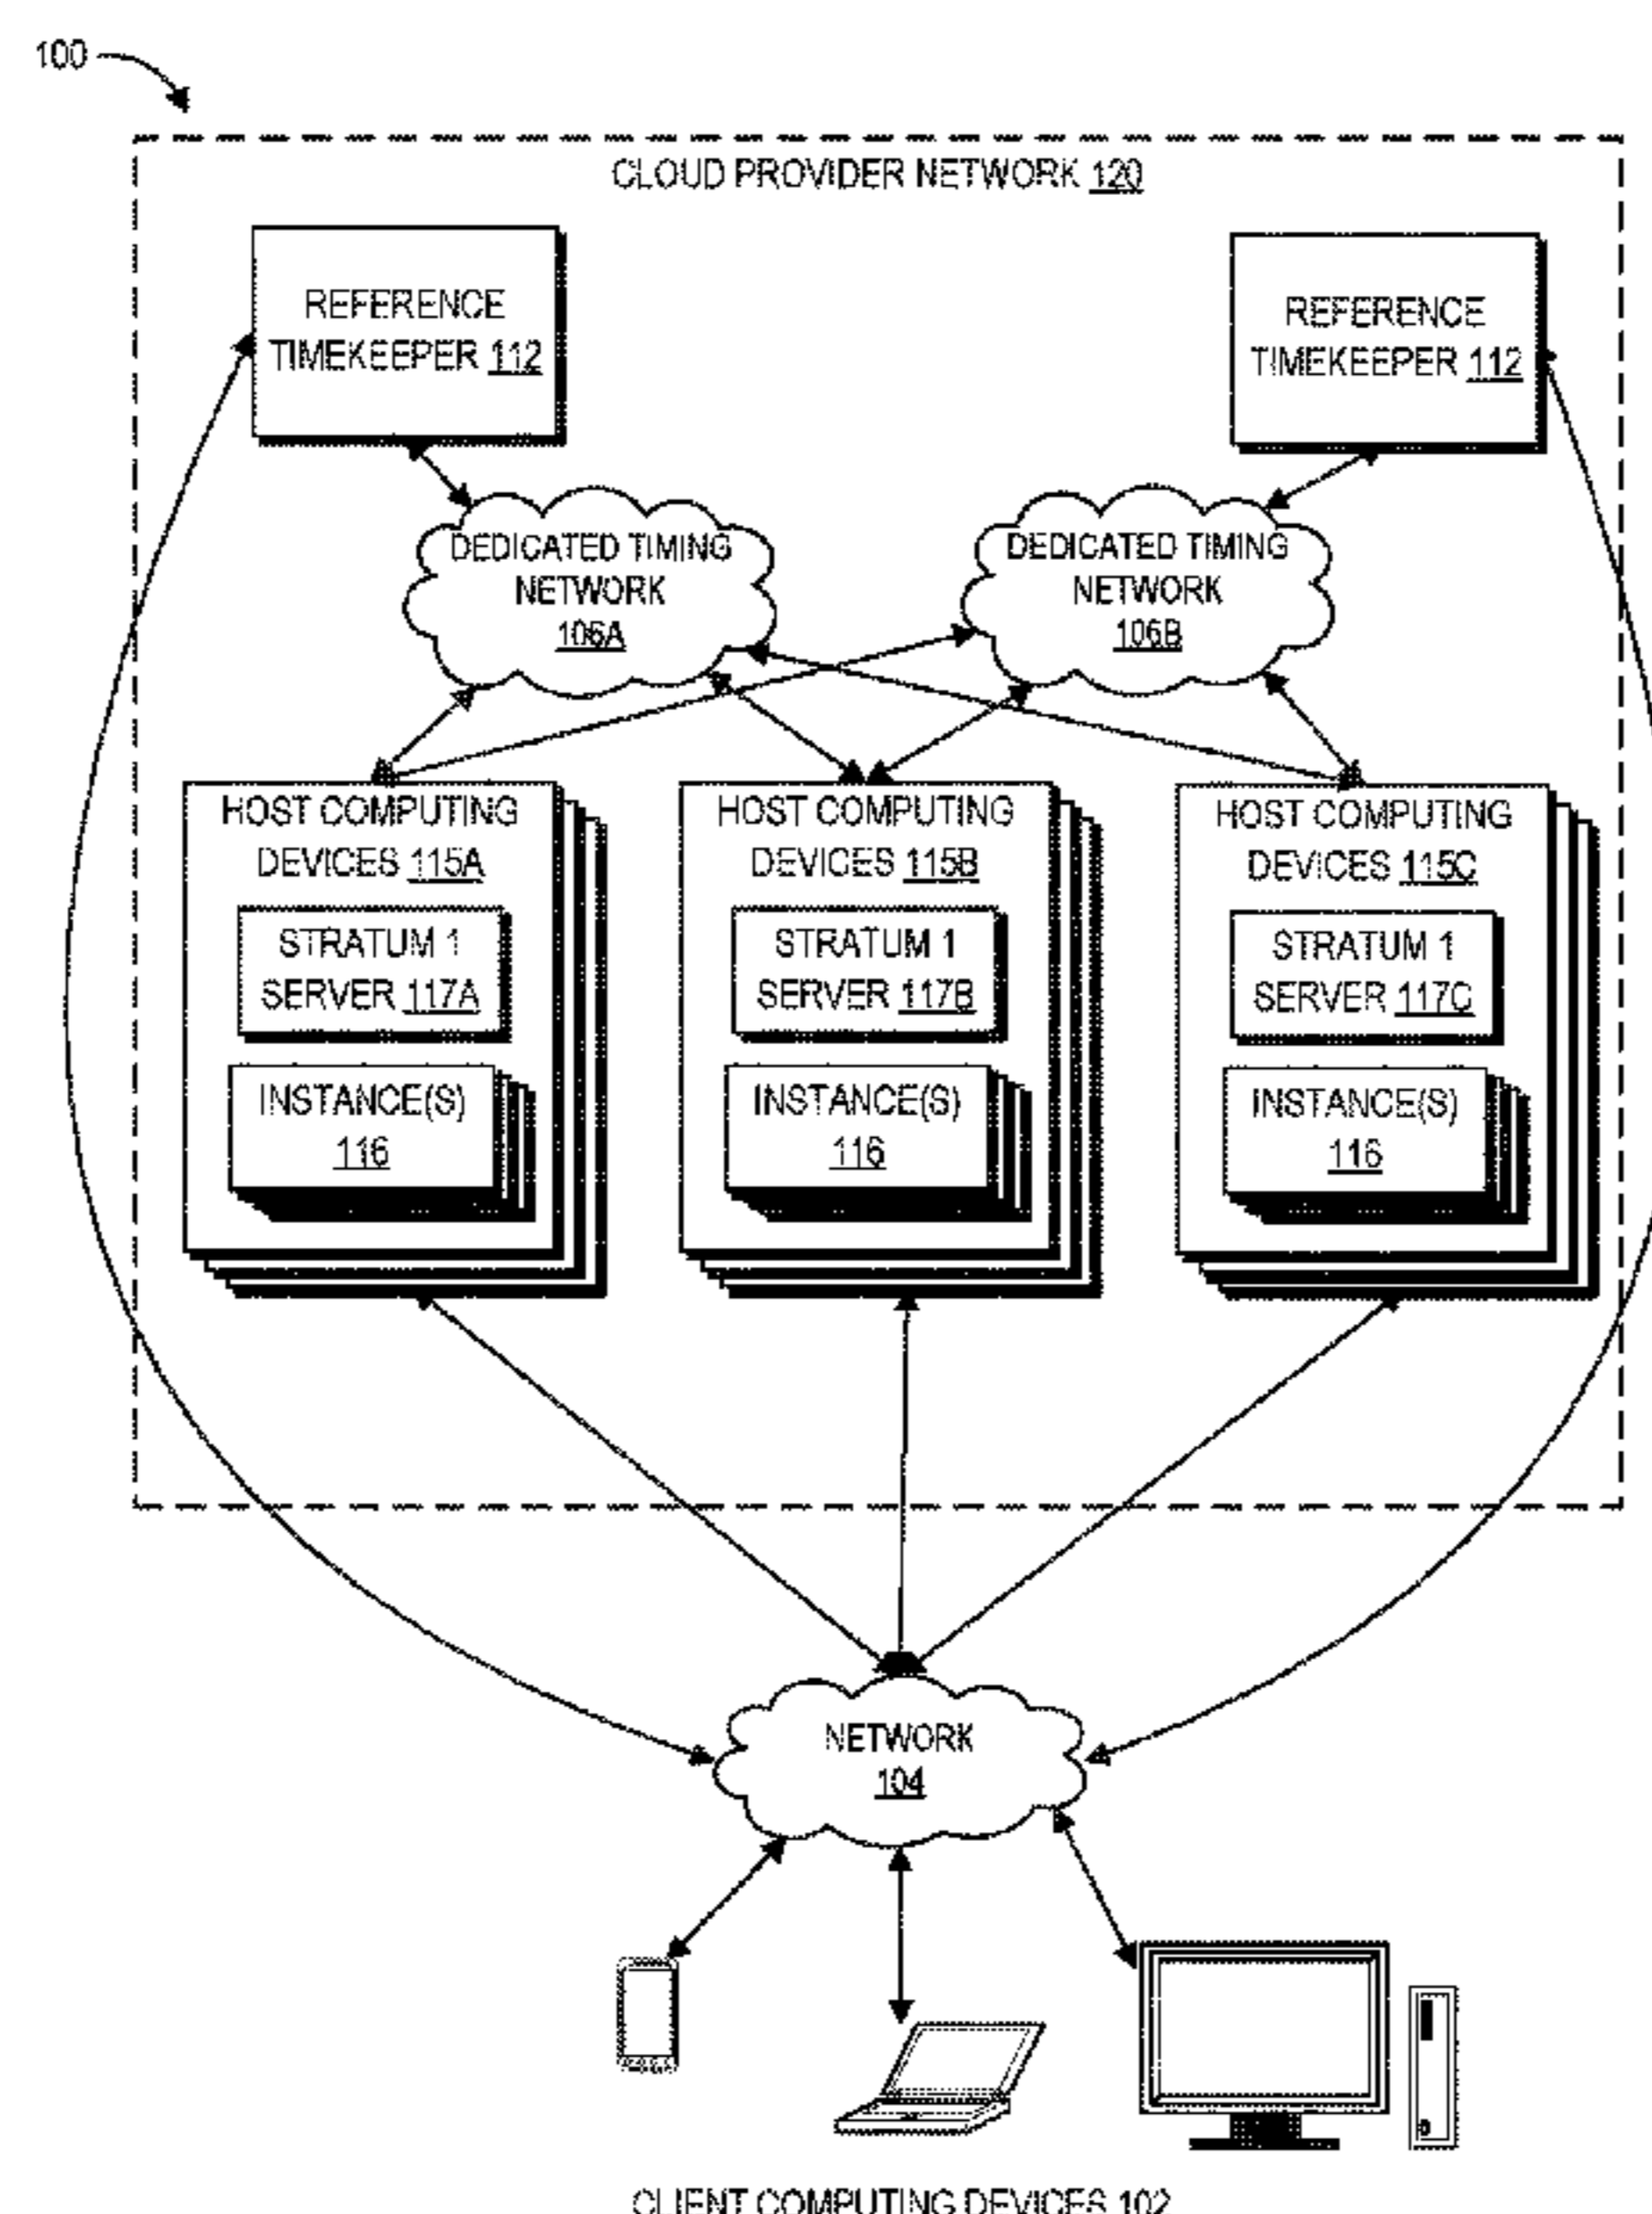 100
CLOUD PROVIDER NETWORK 120
REFERENCE
TIMEKEEPER 112
REFERENCE
TIMEKEEPER 112
DEDICATED TIMING
NETWORK
106A
DEDICATED TIMING
NETWORK
106B
HOST COMPUTING
DEVICES 115A
STRATUM 1
SERVER 117A
INSTANCE(S)
116
HOST COMPUTING
DEVICES 115B
STRATUM 1
SERVER 117B
INSTANCE(S)
116
HOST COMPUTING
DEVICES 115C
STRATUM 1
SERVER 117C
INSTANCE(S)
116
NETWORK
104
CLIENT COMPUTING DEVICES 102